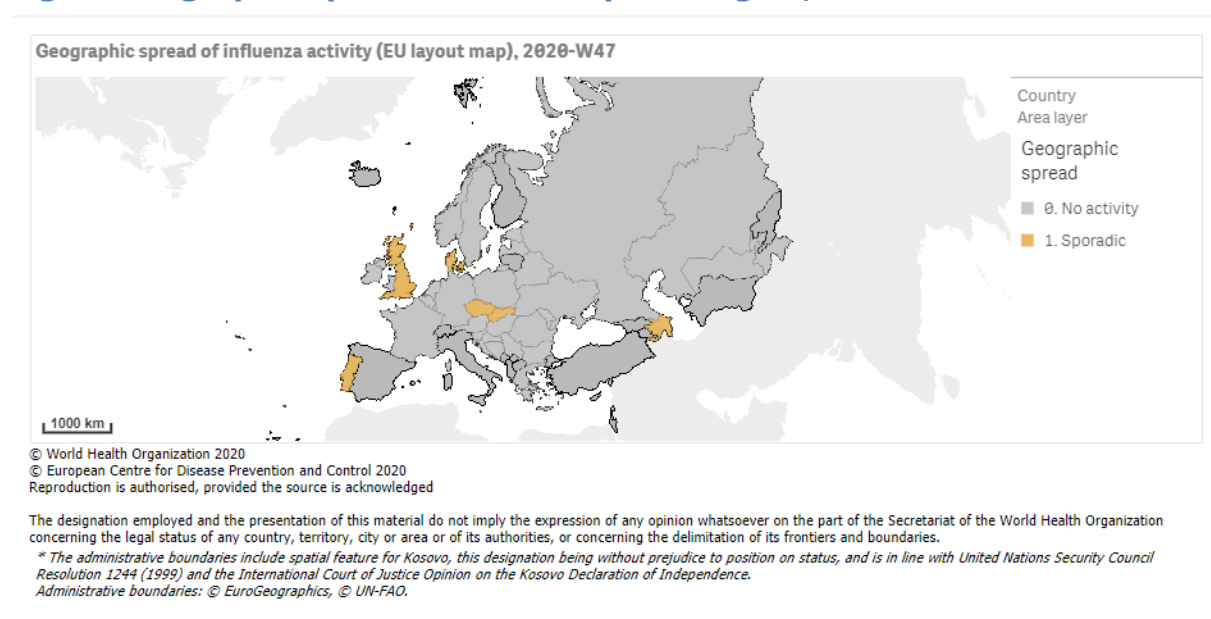 Geographic spread of influenza activity (EU layout map), 2020-W47
Country
Area layer
Geographic
spread
0. No activity
1. Sporadic
1000 km
© World Health Organization 2020
© European Centre for Disease Prevention and Control 2020
Reproduction is authorised, provided the source is acknowledged
The designation employed and the presentation of this material do not imply the expression of any opinion whatsoever on the part of the Secretariat of the World Health Organization
concerning the legal status of any country, territory, city or area or of its authorities, or concerning the delimitation of its frontiers and boundaries.
* The administrative boundaries include spatial feature for Kosovo, this designation being without prejudice to position on status, and is in line with United Nations Security Council
Resolution 1244 (1999) and the International Court of Justice Opinion on the Kosovo Declaration of Independence.
Administrative boundaries: © EuroGeographics, © UN-FAO.